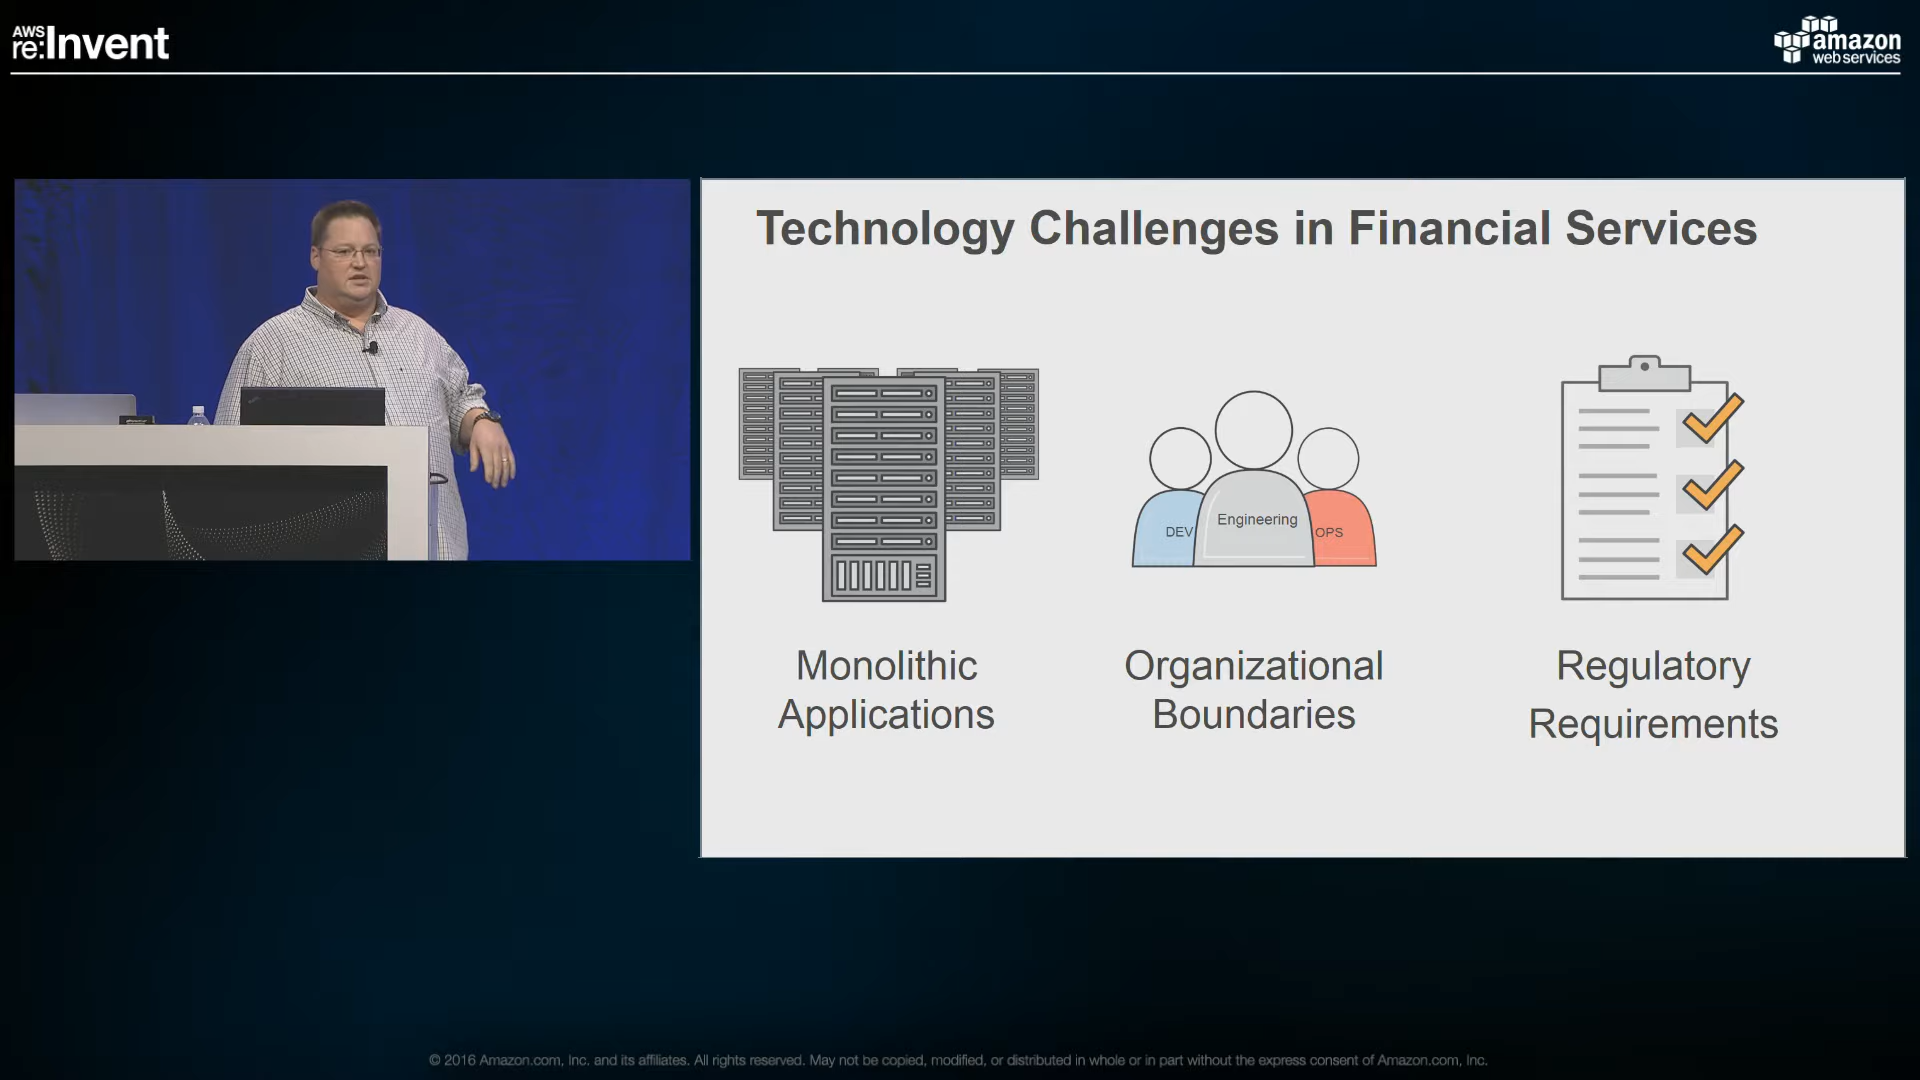 AWS
re:Invent
amazon
web services
Technology Challenges in Financial Services
DEV
Engineering
OPS
Monolithic
Applications
Organizational
Boundaries
Regulatory
Requirements
© 2016 Amazon.com, Inc. and its affiliates. All rights reserved. May not be copied, modified, or distributed in whole or in part without the express consent of Amazon.com, Inc.